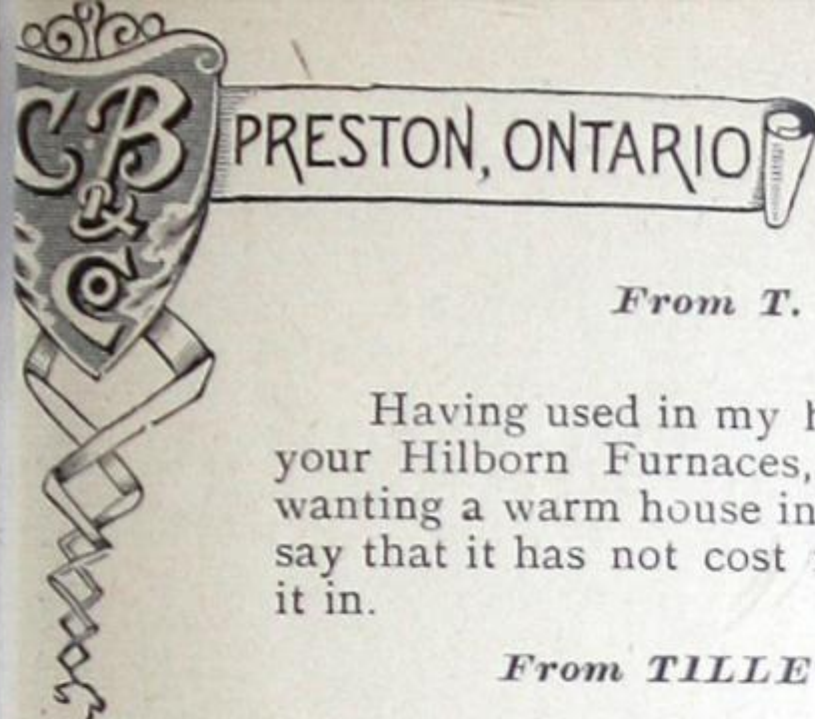 C B
& Co
PRESTON, ONTARIO
From T.
Having used in my
your Hilborn Furnaces,
wanting a warm house in
say that it has not cost
it in.
From TILLE